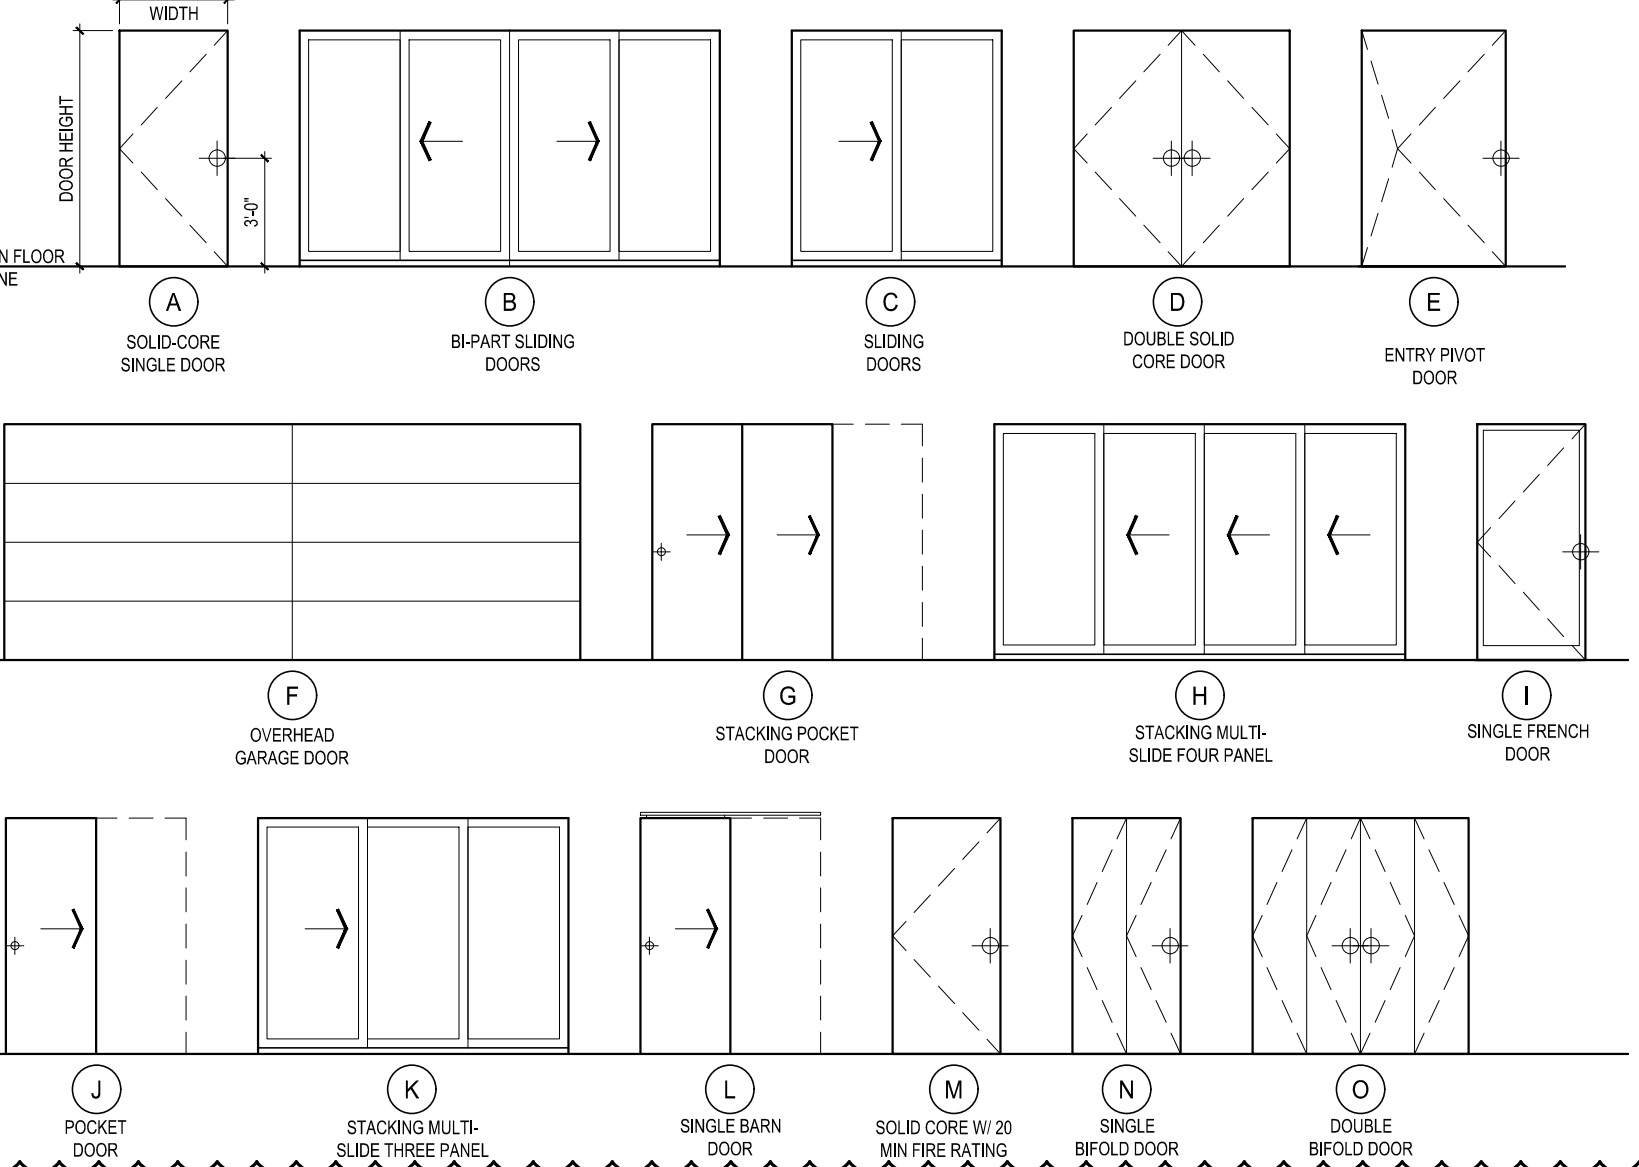 WIDTH
DOOR HEIGHT
3'-0"
N FLOOR
NE
A
SOLID-CORE
SINGLE DOOR
B
BI-PART SLIDING
DOORS
C
SLIDING
DOORS
D
DOUBLE SOLID
CORE DOOR
E
ENTRY PIVOT
DOOR
F
OVERHEAD
GARAGE DOOR
G
STACKING POCKET
DOOR
H
STACKING MULTI-
SLIDE FOUR PANEL
I
SINGLE FRENCH
DOOR
J
POCKET
DOOR
K
STACKING MULTI-
SLIDE THREE PANEL
L
SINGLE BARN
DOOR
M
SOLID CORE W/ 20
MIN FIRE RATING
N
SINGLE
BIFOLD DOOR
O
DOUBLE
BIFOLD DOOR